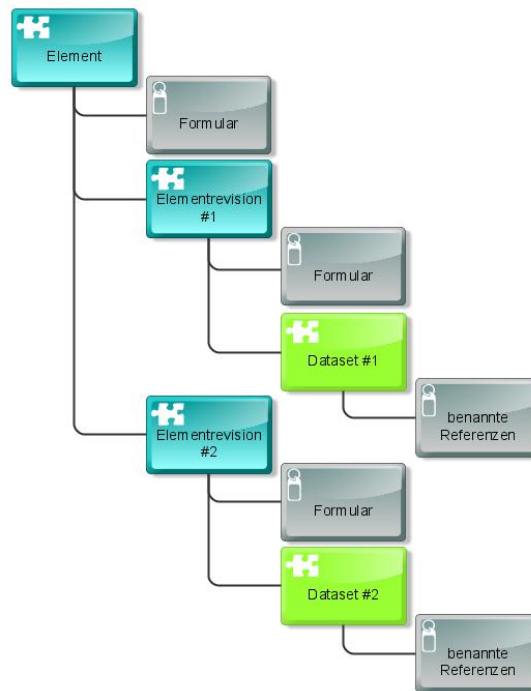 Element
Formular
Elementrevision
#1
Formular
Dataset #1
benannte
Referenzen
Elementrevision
#2
Formular
Dataset #2
benannte
Referenzen